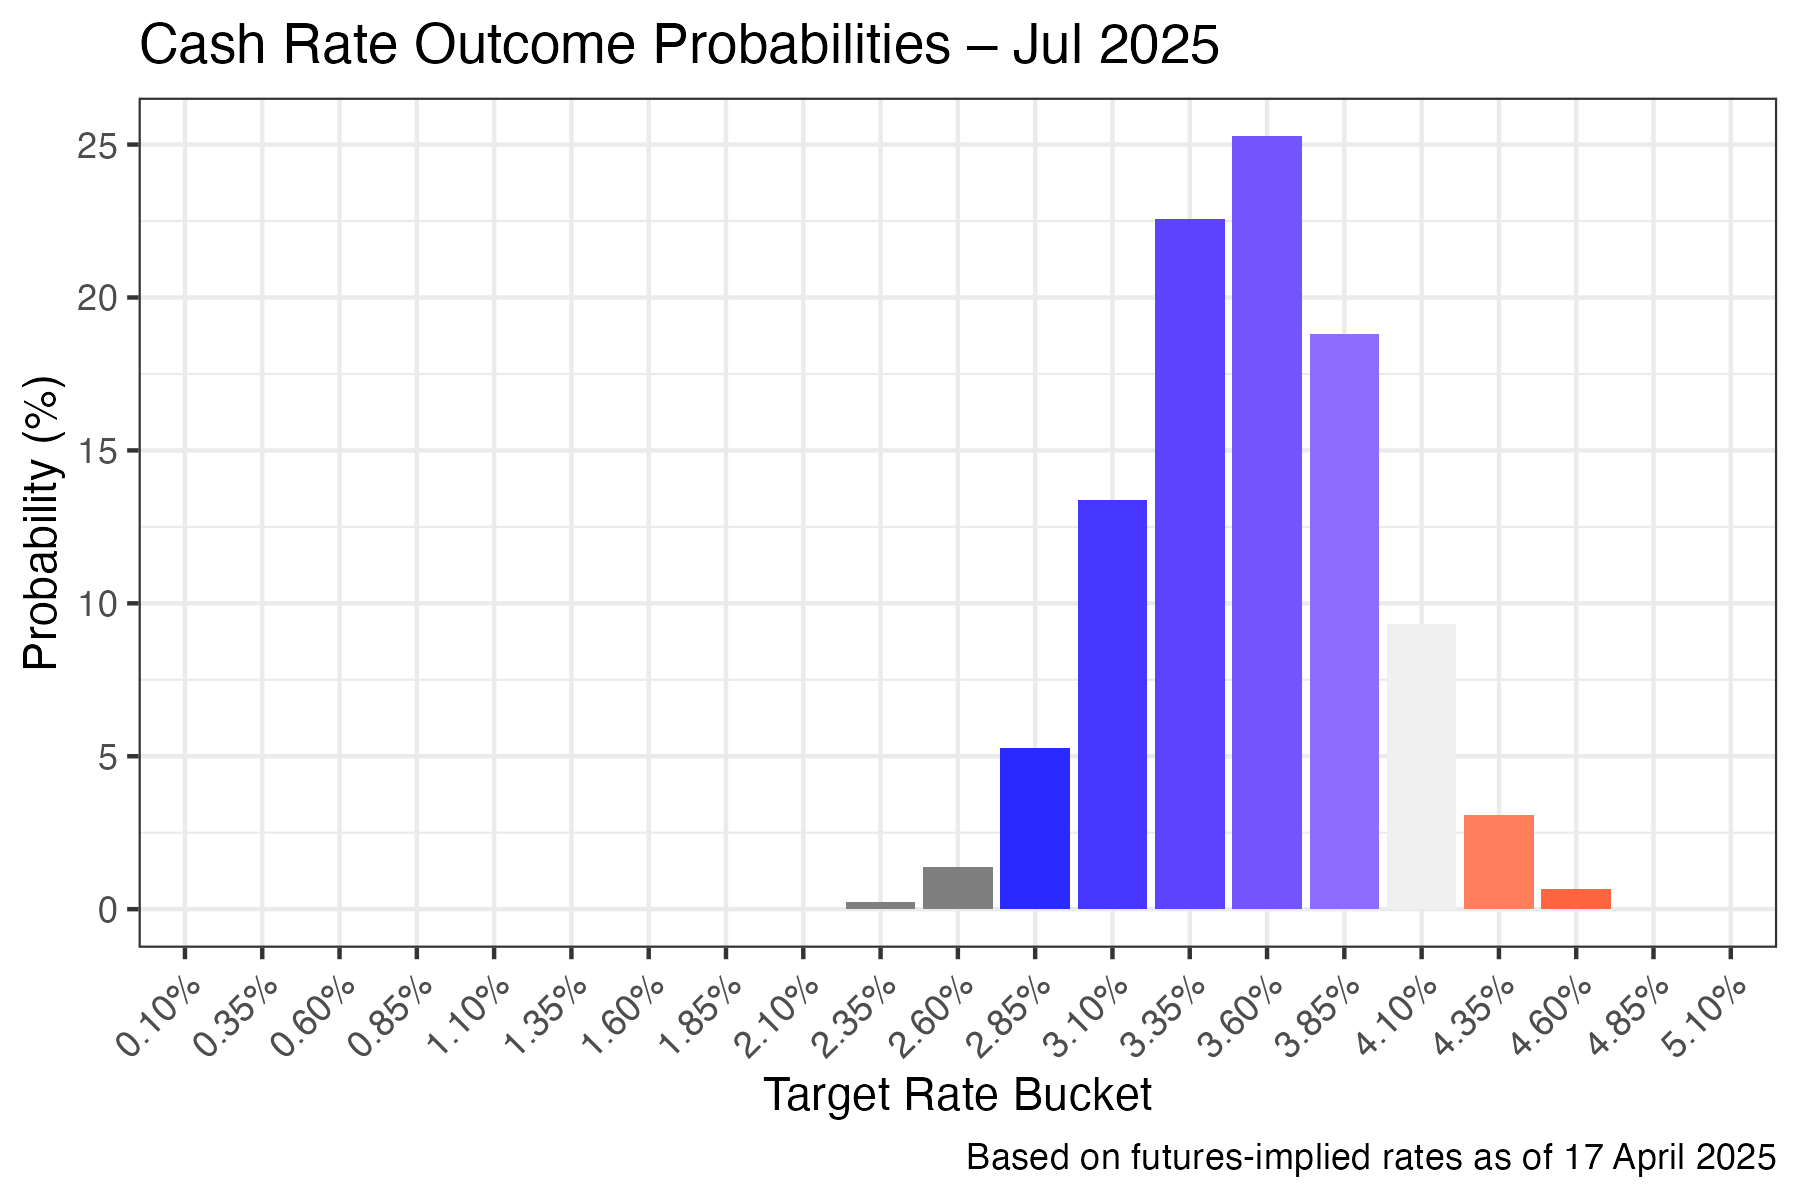 Cash Rate Outcome Probabilities – Jul 2025
Probability (%)
25
20
15
10
5
0
0.10% 0.35% 0.60% 0.85% 1.10% 1.35% 1.60% 1.85% 2.10% 2.35% 2.60% 2.85% 3.10% 3.35% 3.60% 3.85% 4.10% 4.35% 4.60% 4.85% 5.10%
Target Rate Bucket
Based on futures-implied rates as of 17 April 2025